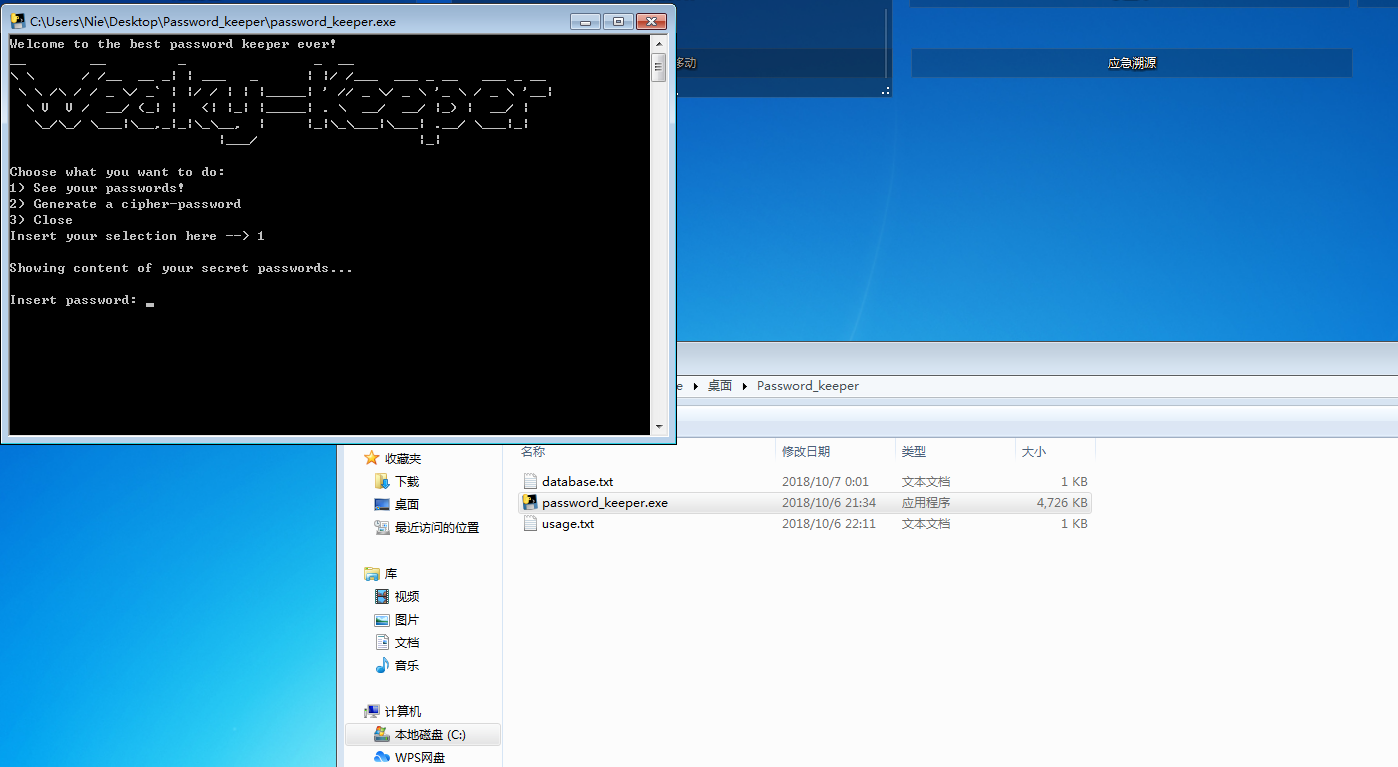 C:\Users\Nie\Desktop\Password_keeper\password_keeper.exe
Welcome to the best password keeper ever!
Weaky-Keeper
Choose what you want to do:
1) See your passwords!
2) Generate a cipher-password
3) Close
Insert your selection here --> 1
Showing content of your secret passwords...
Insert password: _
移动
应急溯源
e ▸ 桌面 ▸ Password_keeper
名称 修改日期 类型 大小
database.txt 2018/10/7 0:01 文本文档 1 KB
password_keeper.exe 2018/10/6 21:34 应用程序 4,726 KB
usage.txt 2018/10/6 22:11 文本文档 1 KB
收藏夹
下载
桌面
最近访问的位置
库
视频
图片
文档
音乐
计算机
本地磁盘 (C:)
WPS网盘